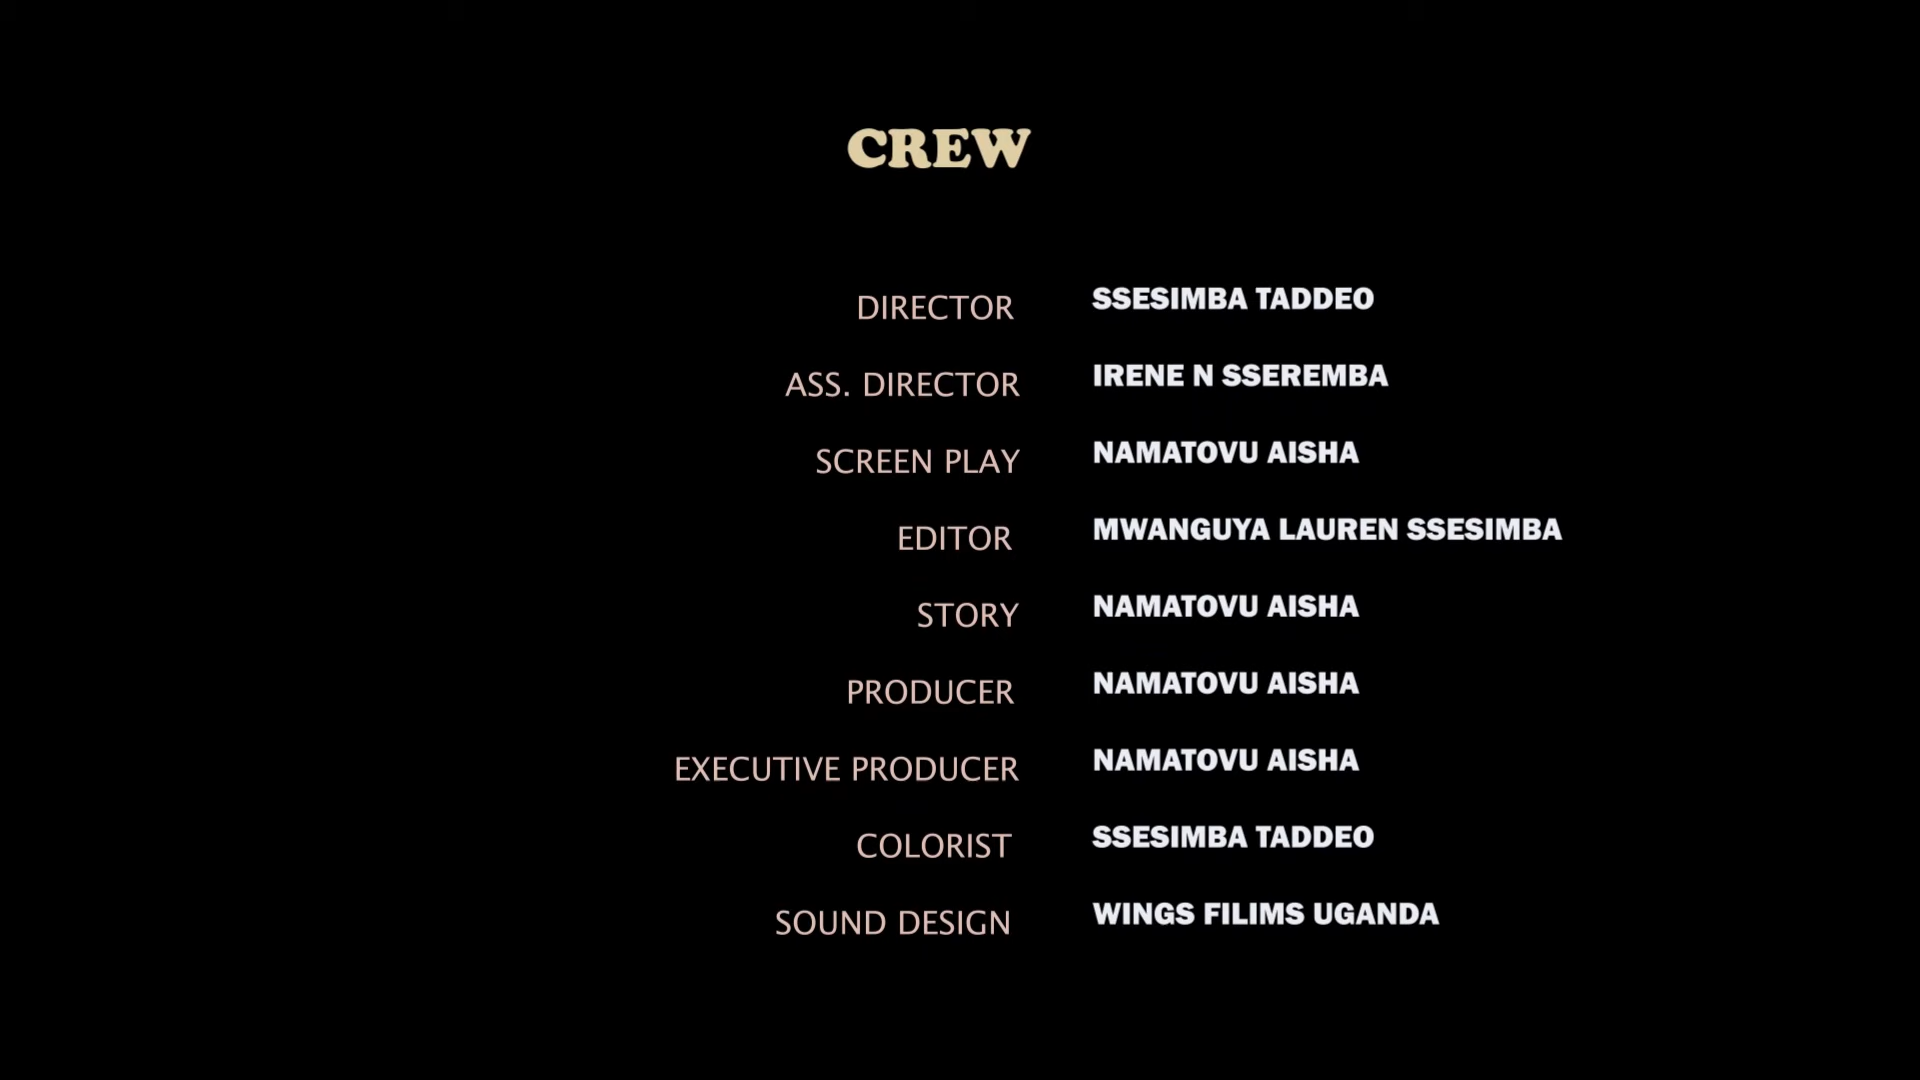 CREW
DIRECTOR SSESIMBA TADDEO
ASS. DIRECTOR IRENE N SSEREMBA
SCREEN PLAY NAMATOVU AISHA
EDITOR MWANGUYA LAUREN SSESIMBA
STORY NAMATOVU AISHA
PRODUCER NAMATOVU AISHA
EXECUTIVE PRODUCER NAMATOVU AISHA
COLORIST SSESIMBA TADDEO
SOUND DESIGN WINGS FILIMS UGANDA